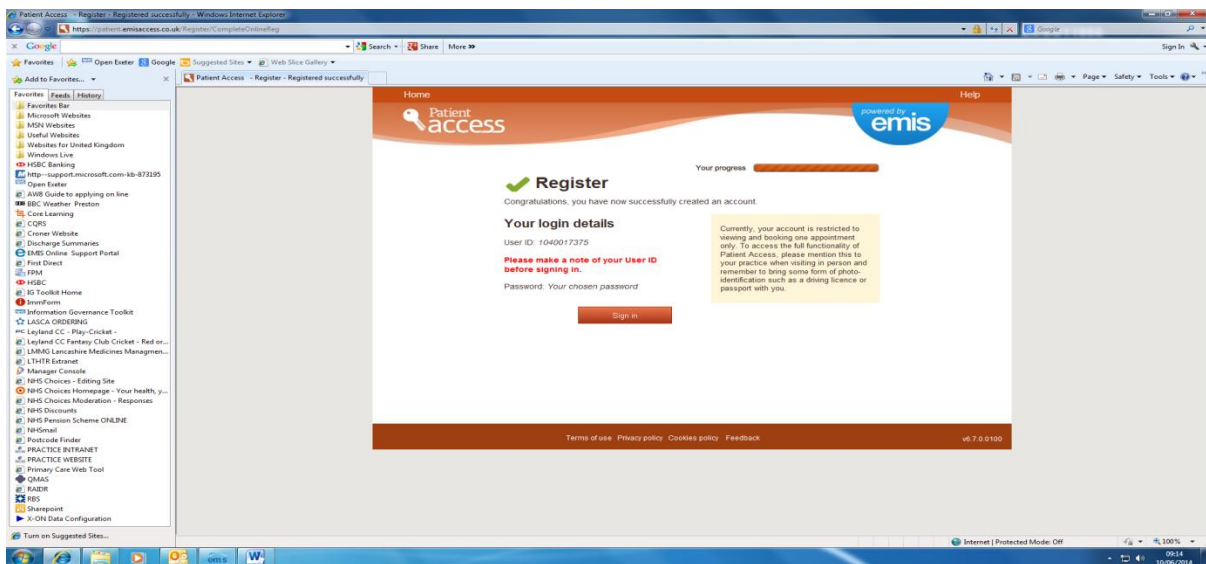 Patient Access - Register - Registered successfully - Windows Internet Explorer
https://patient.emisaccess.co.uk/Register/CompleteOnlineReg
Google
Google Search Share More >> Sign In
Favorites Open Exeter Google Suggested Sites Web Slice Gallery
Add to Favorites... Patient Access - Register - Registered successfully Page Safety Tools
Favorites Feeds History
Favorites Bar
Microsoft Websites
MSN Websites
Useful Websites
Websites for United Kingdom
Windows Live
HSBC Banking
http--support.microsoft.com-kb-873195
Open Exeter
AW8 Guide to applying on line
BBC Weather Preston
Core Learning
CQRS
Croner Website
Discharge Summaries
EMIS Online Support Portal
First Direct
FPM
HSBC
IG Toolkit Home
ImmForm
Information Governance Toolkit
LASCA ORDERING
Leyland CC - Play-Cricket -
Leyland CC Fantasy Club Cricket - Red or...
LMMG Lancashire Medicines Managmen...
LTHTR Extranet
Manager Console
NHS Choices - Editing Site
NHS Choices Homepage - Your health, y...
NHS Choices Moderation - Responses
NHS Discounts
NHS Pension Scheme ONLINE
NHSmail
Postcode Finder
PRACTICE INTRANET
PRACTICE WEBSITE
Primary Care Web Tool
QMAS
RAIDR
RBS
Sharepoint
X-ON Data Configuration
Turn on Suggested Sites...
Home Help
Patient
access
powered by
emis
Your progress
Register
Congratulations, you have now successfully created an account.
Your login details
User ID: 1040017375
Please make a note of your User ID
before signing in.
Password: Your chosen password
Sign in
Currently, your account is restricted to
viewing and booking one appointment
only. To access the full functionality of
Patient Access, please mention this to
your practice when visiting in person and
remember to bring some form of photo-
identification such as a driving licence or
passport with you.
Terms of use Privacy policy Cookies policy Feedback v6.7.0.0100
Internet | Protected Mode: Off 100%
emis W
09:14
10/06/2014